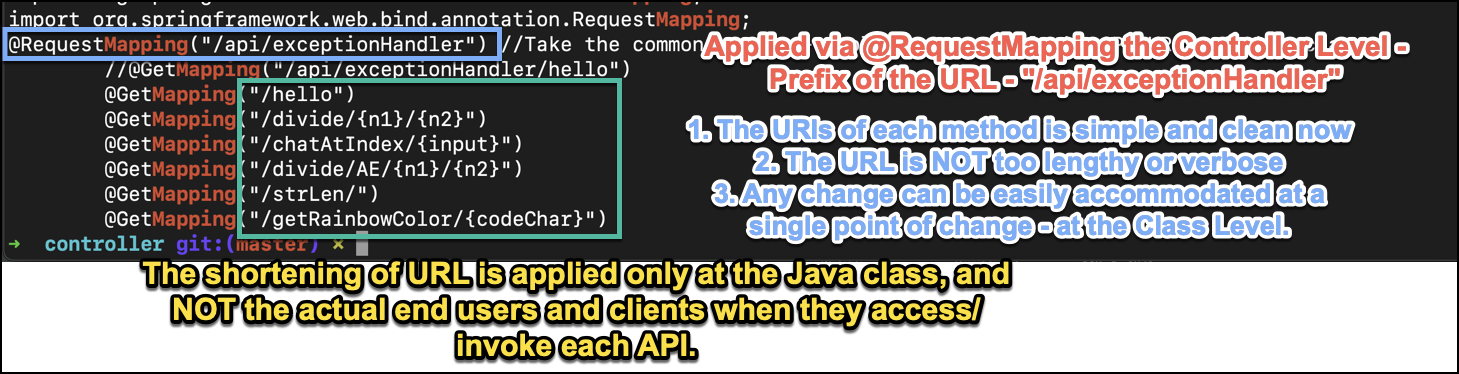 import org.springframework.web.bind.annotation.RequestMapping;
@RequestMapping("/api/exceptionHandler") //Take the common
//@GetMapping("/api/exceptionHandler/hello")
@GetMapping("/hello")
@GetMapping("/divide/{n1}/{n2}")
@GetMapping("/chatAtIndex/{input}")
@GetMapping("/divide/AE/{n1}/{n2}")
@GetMapping("/strLen/")
@GetMapping("/getRainbowColor/{codeChar}")
➜ controller git:(master) ×
Applied via @RequestMapping the Controller Level -
Prefix of the URL - "/api/exceptionHandler"
1. The URIs of each method is simple and clean now
2. The URL is NOT too lengthy or verbose
3. Any change can be easily accommodated at a
single point of change - at the Class Level.
The shortening of URL is applied only at the Java class, and
NOT the actual end users and clients when they access/
invoke each API.